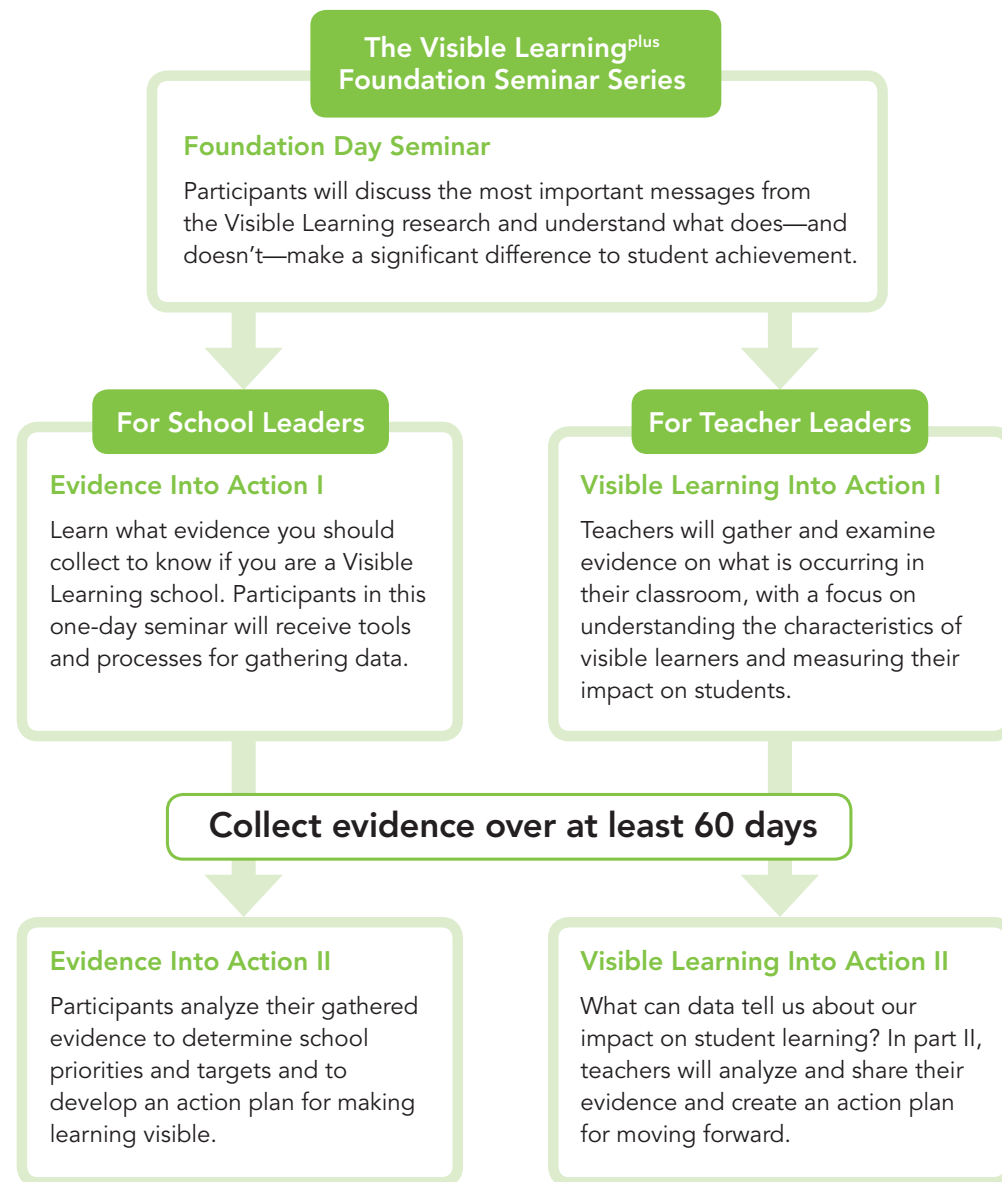 The Visible Learningplus
Foundation Seminar Series
Foundation Day Seminar
Participants will discuss the most important messages from
the Visible Learning research and understand what does—and
doesn’t—make a significant difference to student achievement.
For School Leaders
Evidence Into Action I
Learn what evidence you should
collect to know if you are a Visible
Learning school. Participants in this
one-day seminar will receive tools
and processes for gathering data.
For Teacher Leaders
Visible Learning Into Action I
Teachers will gather and examine
evidence on what is occurring in
their classroom, with a focus on
understanding the characteristics of
visible learners and measuring their
impact on students.
Collect evidence over at least 60 days
Evidence Into Action II
Participants analyze their gathered
evidence to determine school
priorities and targets and to
develop an action plan for making
learning visible.
Visible Learning Into Action II
What can data tell us about our
impact on student learning? In part II,
teachers will analyze and share their
evidence and create an action plan
for moving forward.